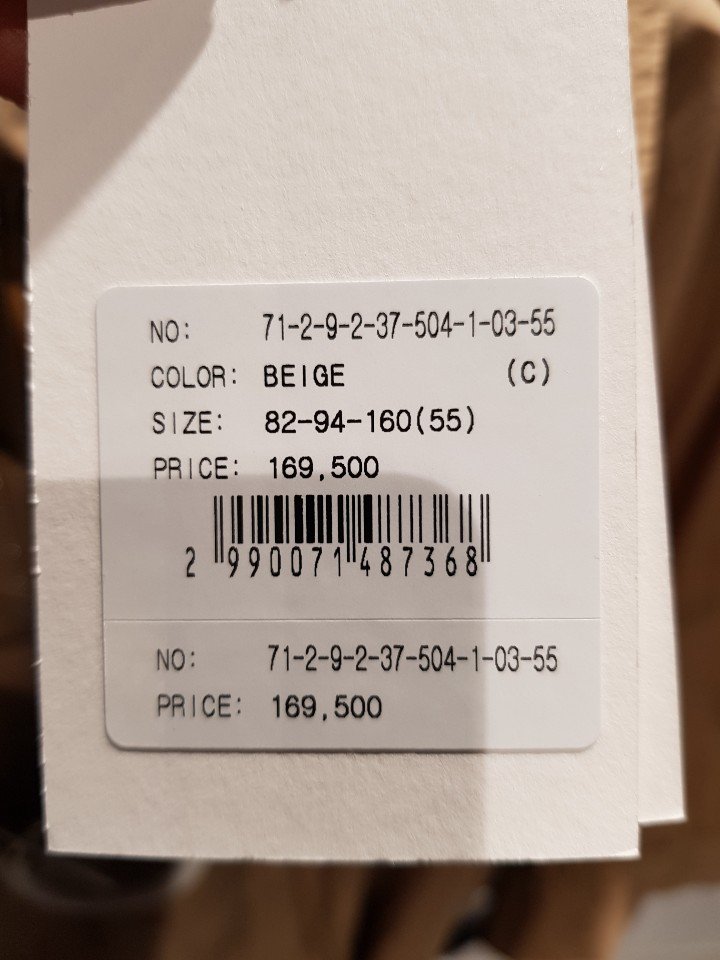 NO: 71-2-9-2-37-504-1-03-55
COLOR: BEIGE (C)
SIZE: 82-94-160(55)
PRICE: 169,500
2 990071 487368
NO: 71-2-9-2-37-504-1-03-55
PRICE: 169,500